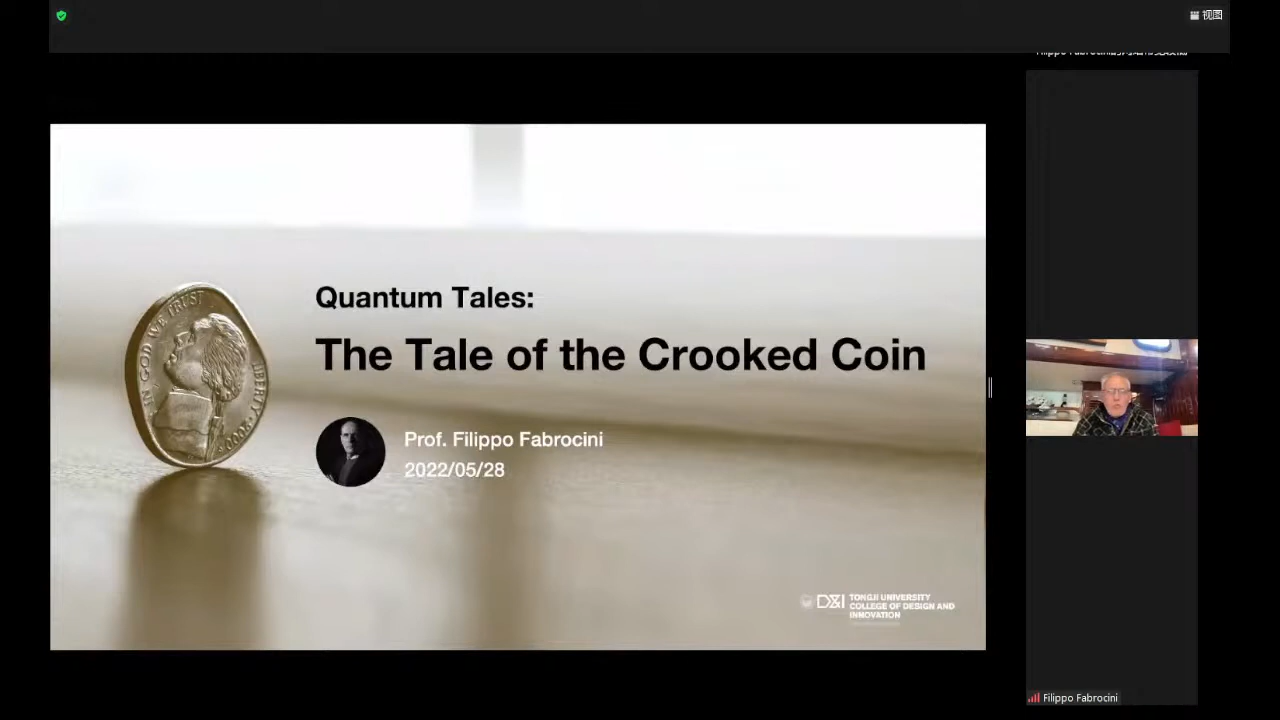 视图
Quantum Tales:
The Tale of the Crooked Coin
IN GOD WE TRUST
LIBERTY
2000
Prof. Filippo Fabrocini
2022/05/28
D&I
TONGJI UNIVERSITY
COLLEGE OF DESIGN AND
INNOVATION
Filippo Fabrocini